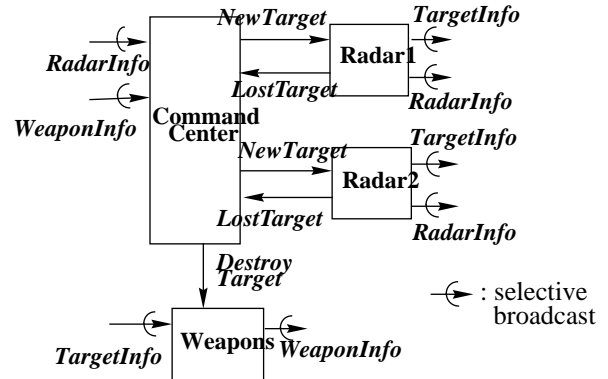 NewTarget
TargetInfo
RadarInfo
Radar1
LostTarget
RadarInfo
WeaponInfo
Command
Center
TargetInfo
NewTarget
Radar2
LostTarget
RadarInfo
Destroy
Target
: selective
broadcast
Weapons
TargetInfo
WeaponInfo